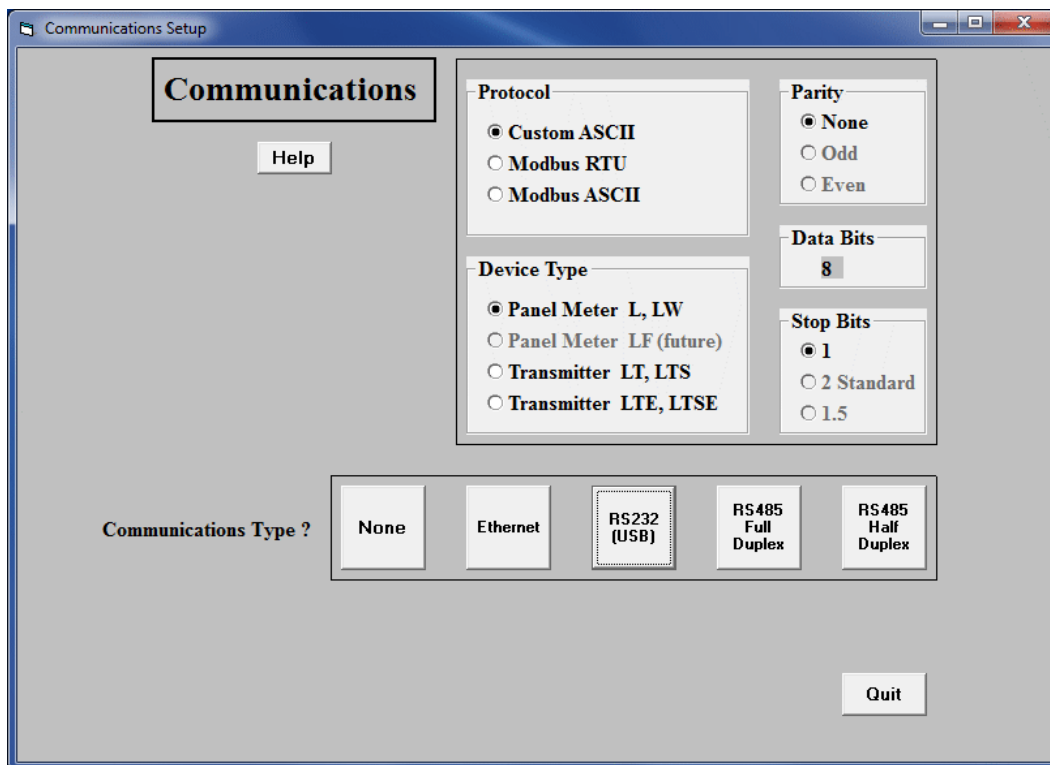 Communications Setup
Communications
Help
Protocol
Custom ASCII
Modbus RTU
Modbus ASCII
Device Type
Panel Meter L, LW
Panel Meter LF (future)
Transmitter LT, LTS
Transmitter LTE, LTSE
Parity
None
Odd
Even
Data Bits
8
Stop Bits
1
2 Standard
1.5
Communications Type ?
None
Ethernet
RS232
(USB)
RS485
Full
Duplex
RS485
Half
Duplex
Quit